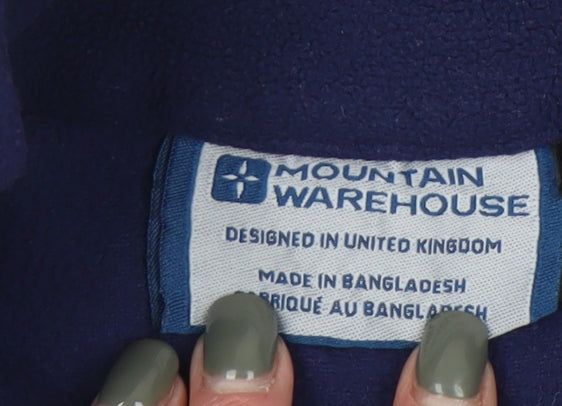 MOUNTAIN
WAREHOUSE
DESIGNED IN UNITED KINGDOM
MADE IN BANGLADESH
FABRIQUÉ AU BANGLADESH